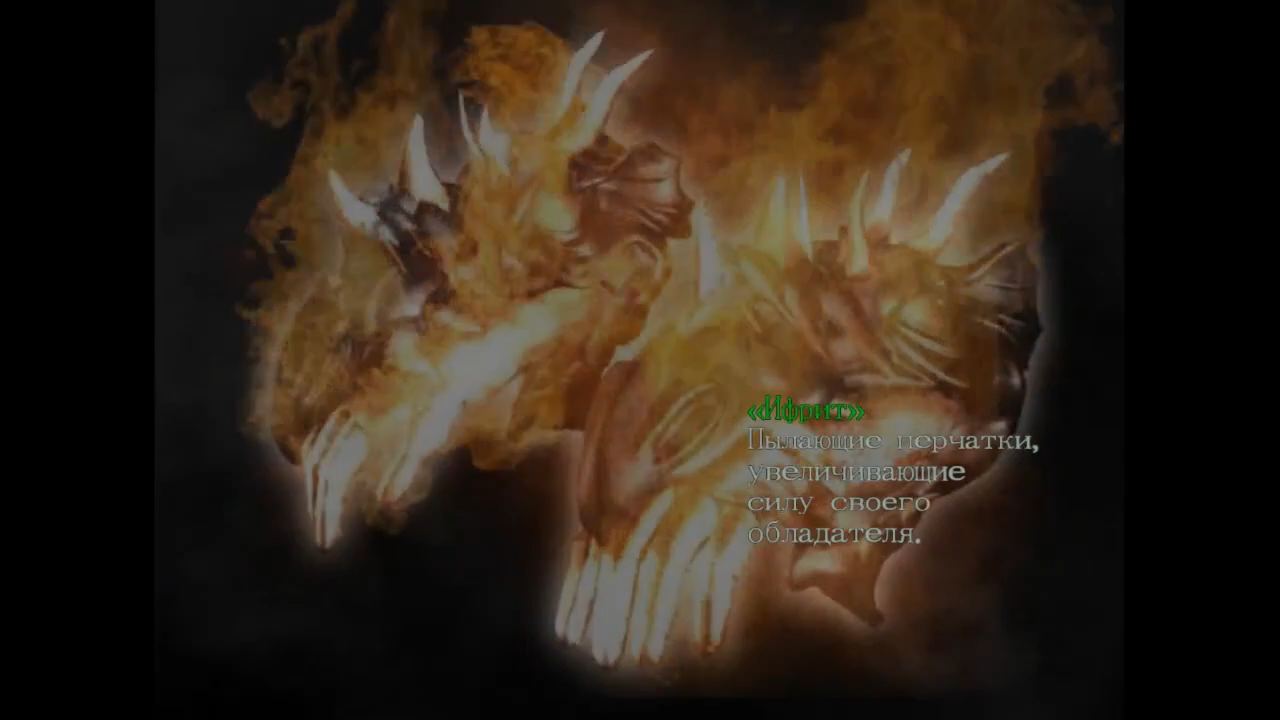 «Ифрит»
Пылающие перчатки,
увеличивающие
силу своего
обладателя.